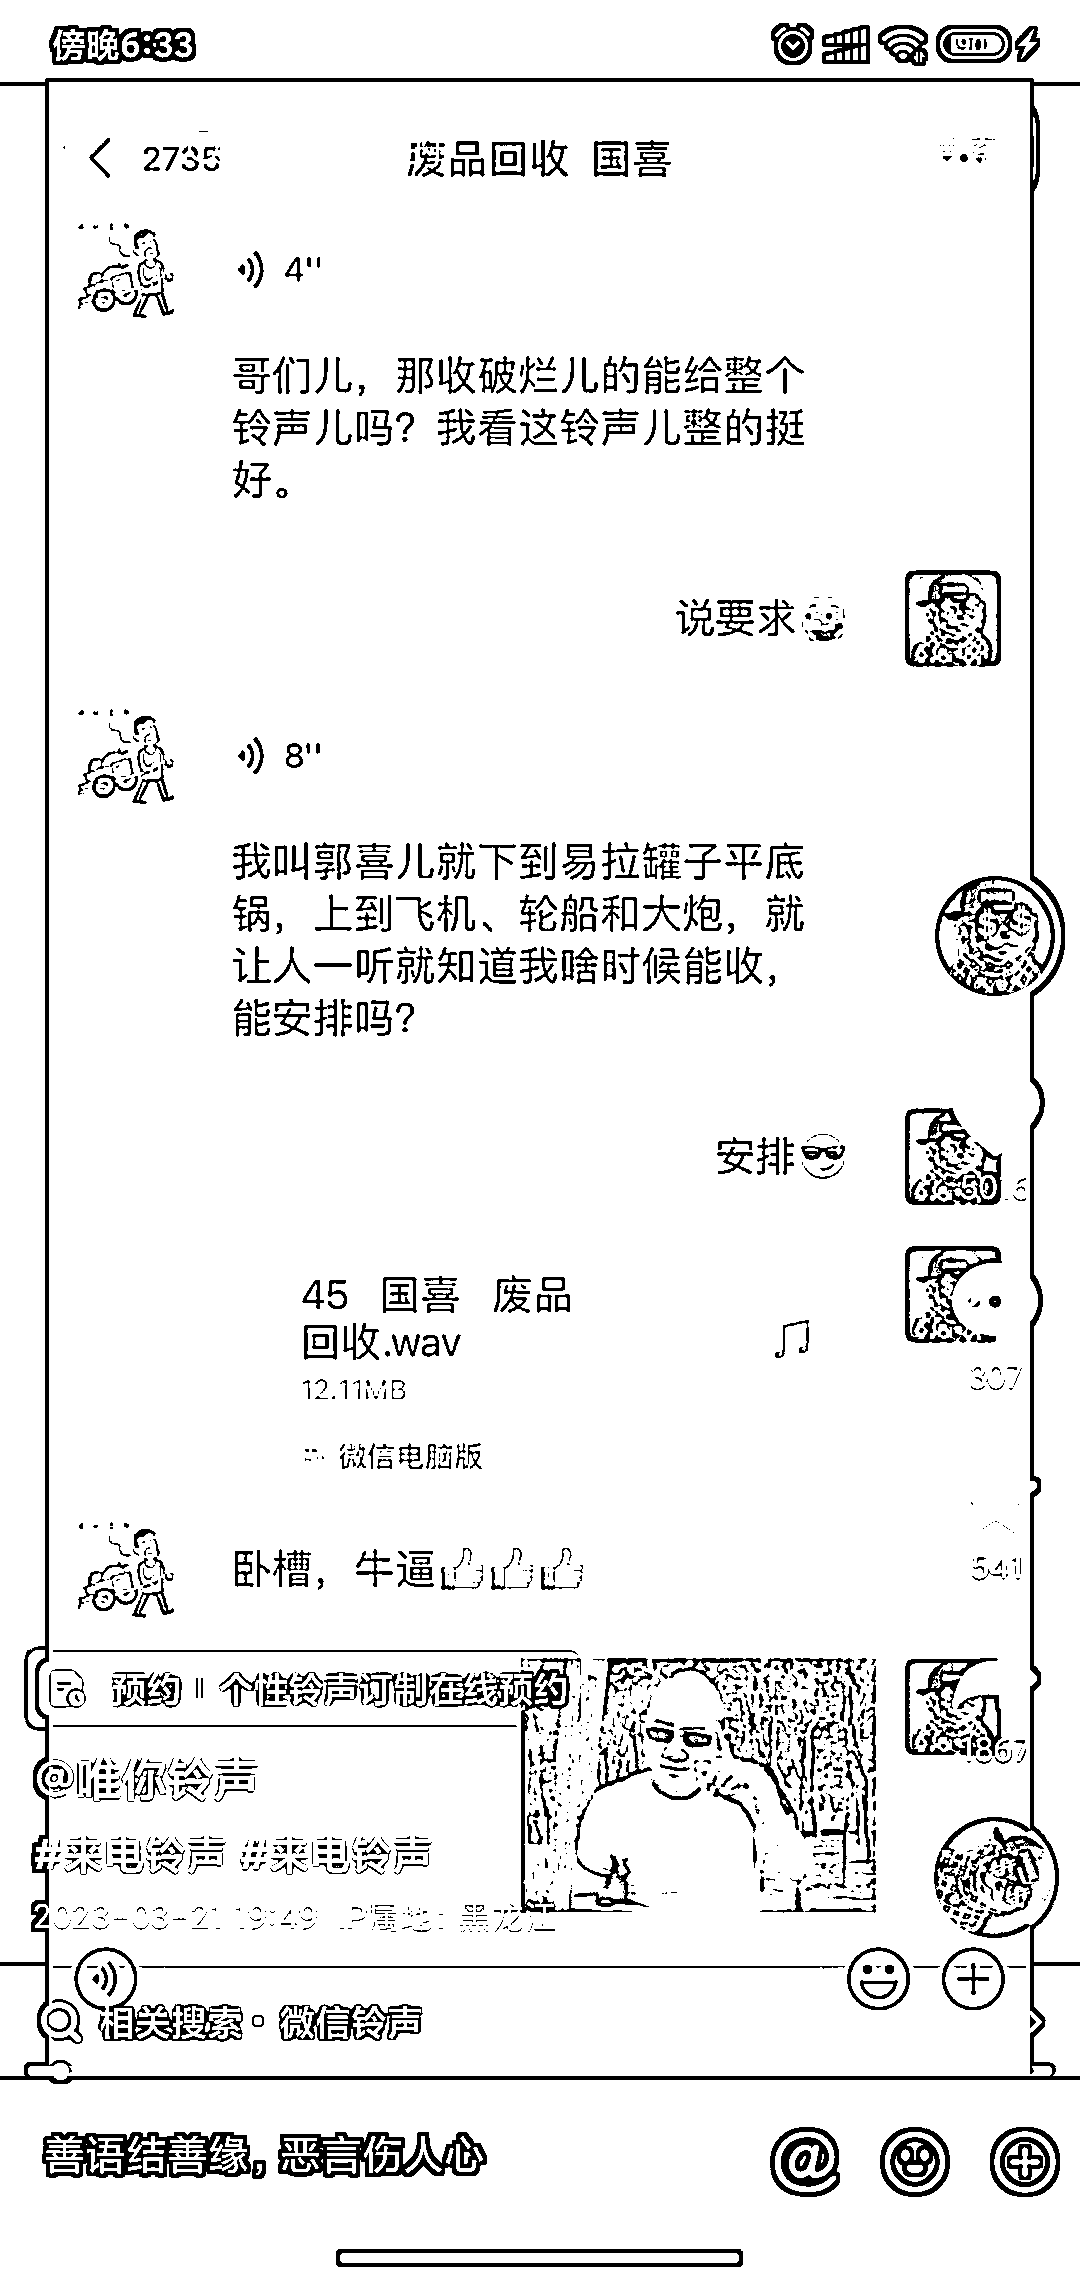 傍晚6:33
2735
废品回收 国喜
4''
哥们儿，那收破烂儿的能给整个
铃声儿吗？我看这铃声儿整的挺
好。
说要求
8''
我叫郭喜儿就下到易拉罐子平底
锅，上到飞机、轮船和大炮，就
让人一听就知道我啥时候能收，
能安排吗？
安排
45 国喜 废品
回收.wav
12.11MB
307
微信电脑版
卧槽，牛逼👍👍👍
541
预约 | 个性铃声订制在线预约
1867
@唯你铃声
#来电铃声 #来电铃声
2023-03-21 19:49 IP属地：黑龙江
相关搜索 · 微信铃声
善语结善缘，恶言伤人心